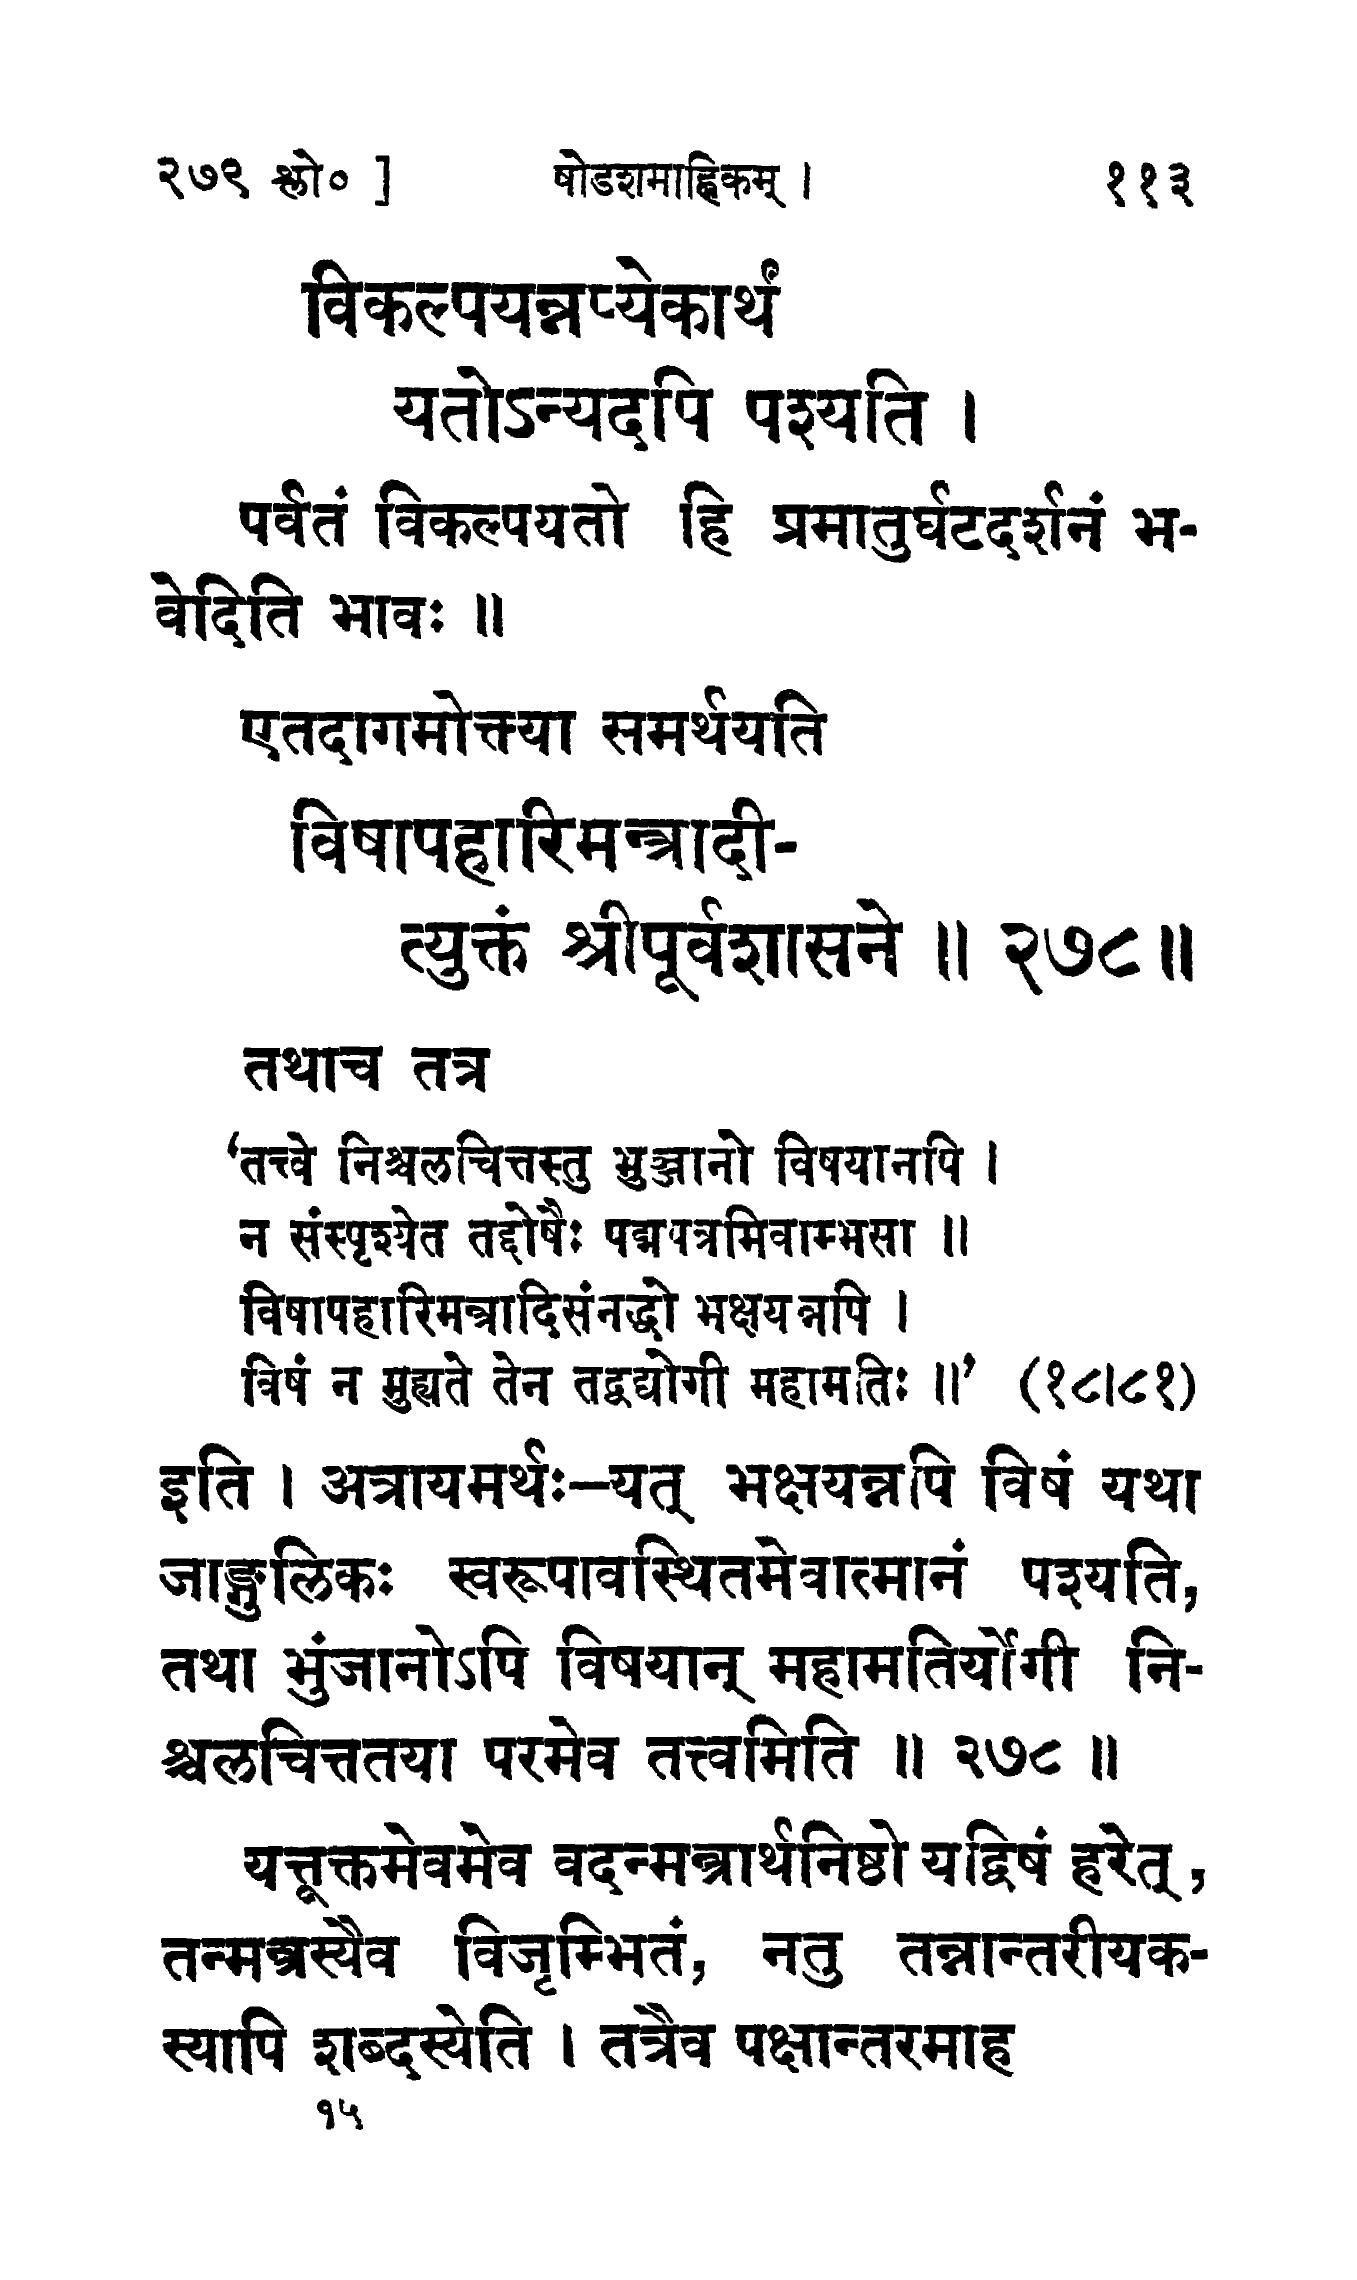 २७९ श्लो० ] षोडशमाह्निकम् । ११३
विकल्पयन्नप्येकार्थं
यतोऽन्यदपि पश्यति ।
पर्वतं विकल्पयतो हि प्रमातुर्घटदर्शनं भ-
वेदिति भावः ॥
एतदागमोक्त्या समर्थयति
विषापहारिमन्त्रादी-
त्युक्तं श्रीपूर्वशासने ॥ २७८॥
तथाच तत्र
‘तत्त्वे निश्चलचित्तस्तु भुञ्जानो विषयानपि ।
न संस्पृश्येत तद्दोषैः पद्मपत्रमिवाम्भसा ॥
विषापहारिमन्त्रादिसंनद्धो भक्षयन्नपि ।
विषं न मुह्यते तेन तद्वद्योगी महामतिः ॥’ (१८।८१)
इति । अत्रायमर्थः—यत् भक्षयन्नपि विषं यथा
जाङ्गुलिकः स्वरूपावस्थितमेवात्मानं पश्यति,
तथा भुंजानोऽपि विषयान् महामतिर्योगी नि-
श्चलचित्ततया परमेव तत्त्वमिति ॥ २७८ ॥
यत्तूक्तमेवमेव वदन्मन्त्रार्थनिष्ठो यद्विषं हरेत् ,
तन्मन्त्रस्यैव विजृम्भितं, नतु तन्नान्तरीयक-
स्यापि शब्दस्येति । तत्रैव पक्षान्तरमाह
१५